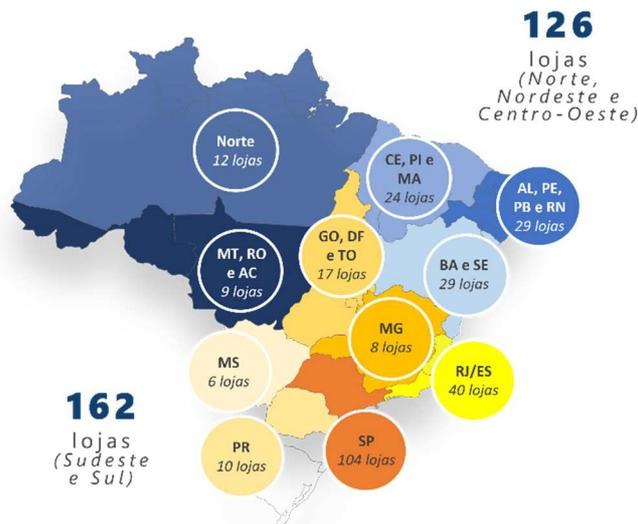 126
lojas
(Norte,
Nordeste e
Centro-Oeste)
Norte
12 lojas
CE, PI e
MA
24 lojas
AL, PE,
PB e RN
29 lojas
MT, RO
e AC
9 lojas
GO, DF
e TO
17 lojas
BA e SE
29 lojas
MG
8 lojas
MS
6 lojas
RJ/ES
40 lojas
162
lojas
(Sudeste
e Sul)
PR
10 lojas
SP
104 lojas